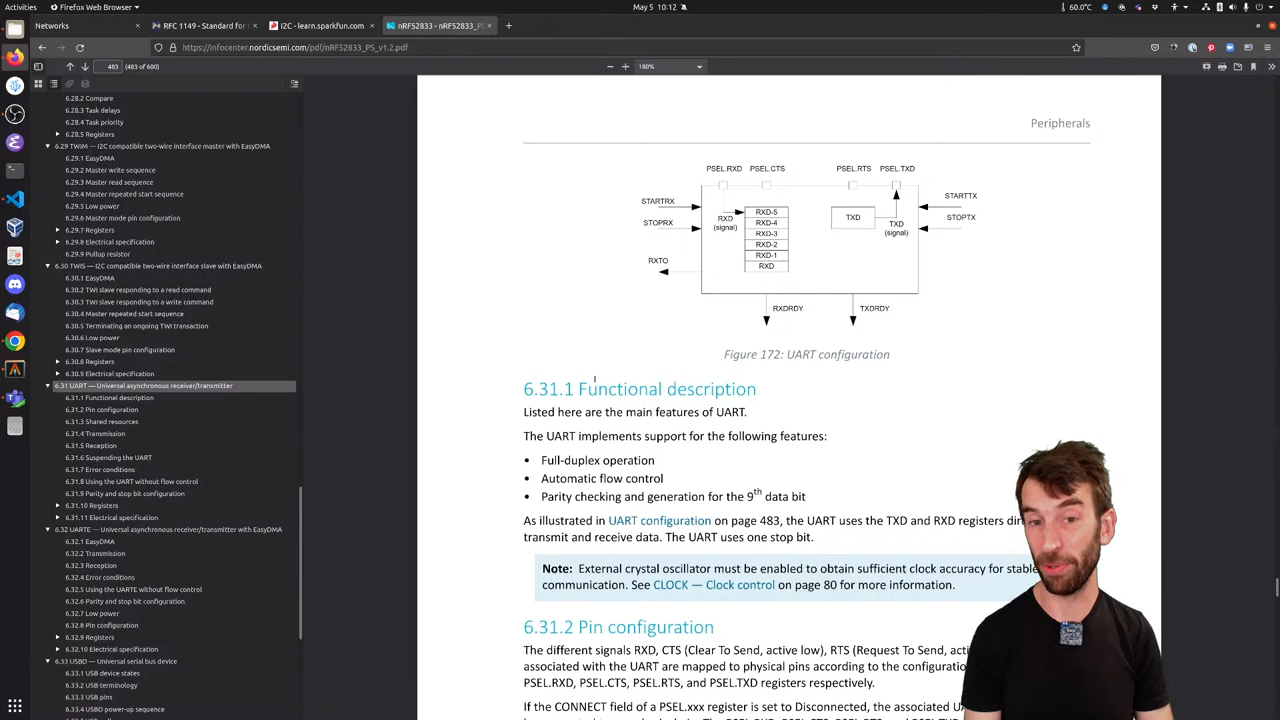 Activities
Firefox Web Browser
May 5 10:12
60.0°C
Networks
RFC 1149 - Standard for
I2C - learn.sparkfun.com
nRF52833 - nRF52833_PS
https://infocenter.nordicsemi.com/pdf/nRF52833_PS_v1.2.pdf
483
(483 of 600)
180%
6.28.2 Compare
6.28.3 Task delays
6.28.4 Task priority
6.28.5 Registers
6.29 TWIM — I2C compatible two-wire interface master with EasyDMA
6.29.1 EasyDMA
6.29.2 Master write sequence
6.29.3 Master read sequence
6.29.4 Master repeated start sequence
6.29.5 Low power
6.29.6 Master mode pin configuration
6.29.7 Registers
6.29.8 Electrical specification
6.29.9 Pullup resistor
6.30 TWIS — I2C compatible two-wire interface slave with EasyDMA
6.30.1 EasyDMA
6.30.2 TWI slave responding to a read command
6.30.3 TWI slave responding to a write command
6.30.4 Master repeated start sequence
6.30.5 Terminating an ongoing TWI transaction
6.30.6 Low power
6.30.7 Slave mode pin configuration
6.30.8 Registers
6.30.9 Electrical specification
6.31 UART — Universal asynchronous receiver/transmitter
6.31.1 Functional description
6.31.2 Pin configuration
6.31.3 Shared resources
6.31.4 Transmission
6.31.5 Reception
6.31.6 Suspending the UART
6.31.7 Error conditions
6.31.8 Using the UART without flow control
6.31.9 Parity and stop bit configuration
6.31.10 Registers
6.31.11 Electrical specification
6.32 UARTE — Universal asynchronous receiver/transmitter with EasyDMA
6.32.1 EasyDMA
6.32.2 Transmission
6.32.3 Reception
6.32.4 Error conditions
6.32.5 Using the UARTE without flow control
6.32.6 Parity and stop bit configuration
6.32.7 Low power
6.32.8 Pin configuration
6.32.9 Registers
6.32.10 Electrical specification
6.33 USBD — Universal serial bus device
6.33.1 USB device states
6.33.2 USB terminology
6.33.3 USB pins
6.33.4 USBD power-up sequence
Peripherals
PSEL.RXD PSEL.CTS PSEL.RTS PSEL.TXD
STARTRX
STOPRX
RXTO
RXD
(signal)
RXD-5
RXD-4
RXD-3
RXD-2
RXD-1
RXD
TXD
TXD
(signal)
STARTTX
STOPTX
RXDRDY
TXDRDY
Figure 172: UART configuration
6.31.1 Functional description
Listed here are the main features of UART.
The UART implements support for the following features:
• Full-duplex operation
• Automatic flow control
• Parity checking and generation for the 9th data bit
As illustrated in UART configuration on page 483, the UART uses the TXD and RXD registers
transmit and receive data. The UART uses one stop bit.
Note: External crystal oscillator must be enabled to obtain sufficient clock accuracy for stable
communication. See CLOCK — Clock control on page for more information.
6.31.2 Pin configuration
The different signals RXD, CTS (Clear To Send, active low), RTS (Request To Send,
associated with the UART are mapped to physical pins according to the configuration
PSEL.RXD, PSEL.CTS, PSEL.RTS, and PSEL.TXD registers respectively.
If the CONNECT field of a PSEL.xxx register is set to Disconnected, the associated